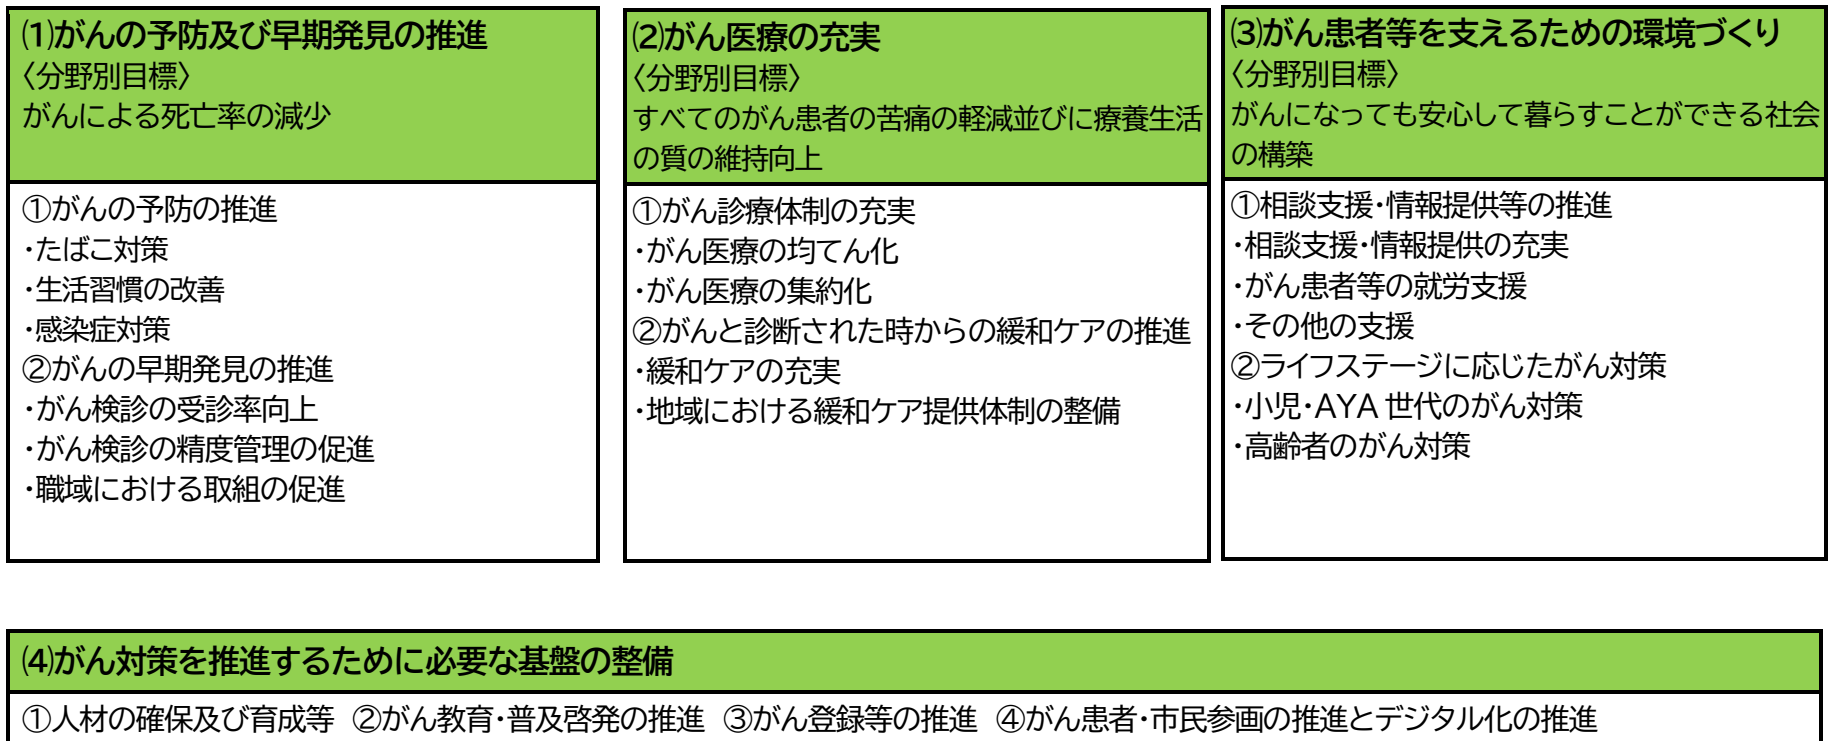 ⑴がんの予防及び早期発見の推進
〈分野別目標〉
がんによる死亡率の減少
①がんの予防の推進
・たばこ対策
・生活習慣の改善
・感染症対策
②がんの早期発見の推進
・がん検診の受診率向上
・がん検診の精度管理の促進
・職域における取組の促進
⑵がん医療の充実
〈分野別目標〉
すべてのがん患者の苦痛の軽減並びに療養生活
の質の維持向上
①がん診療体制の充実
・がん医療の均てん化
・がん医療の集約化
②がんと診断された時からの緩和ケアの推進
・緩和ケアの充実
・地域における緩和ケア提供体制の整備
⑶がん患者等を支えるための環境づくり
〈分野別目標〉
がんになっても安心して暮らすことができる社会
の構築
①相談支援・情報提供等の推進
・相談支援・情報提供の充実
・がん患者等の就労支援
・その他の支援
②ライフステージに応じたがん対策
・小児・AYA 世代のがん対策
・高齢者のがん対策
⑷がん対策を推進するために必要な基盤の整備
①人材の確保及び育成等 ②がん教育・普及啓発の推進 ③がん登録等の推進 ④がん患者・市民参画の推進とデジタル化の推進